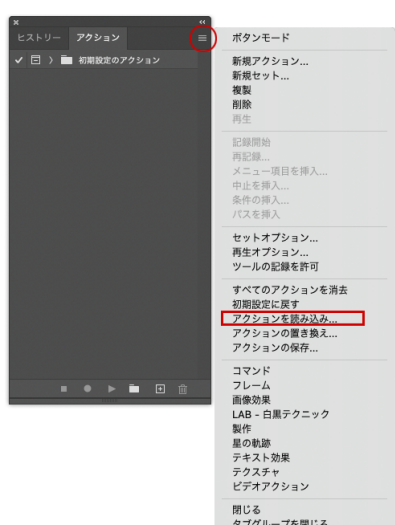 ヒストリー アクション
初期設定のアクション
ボタンモード
新規アクション...
新規セット...
複製
削除
再生
記録開始
再記録...
メニュー項目を挿入...
中止を挿入...
条件の挿入...
パスを挿入
セットオプション...
再生オプション...
ツールの記録を許可
すべてのアクションを消去
初期設定に戻す
アクションを読み込み...
アクションの置き換え...
アクションの保存...
コマンド
フレーム
画像効果
LAB - 白黒テクニック
製作
星の軌跡
テキスト効果
テクスチャ
ビデオアクション
閉じる
タブグループを閉じる